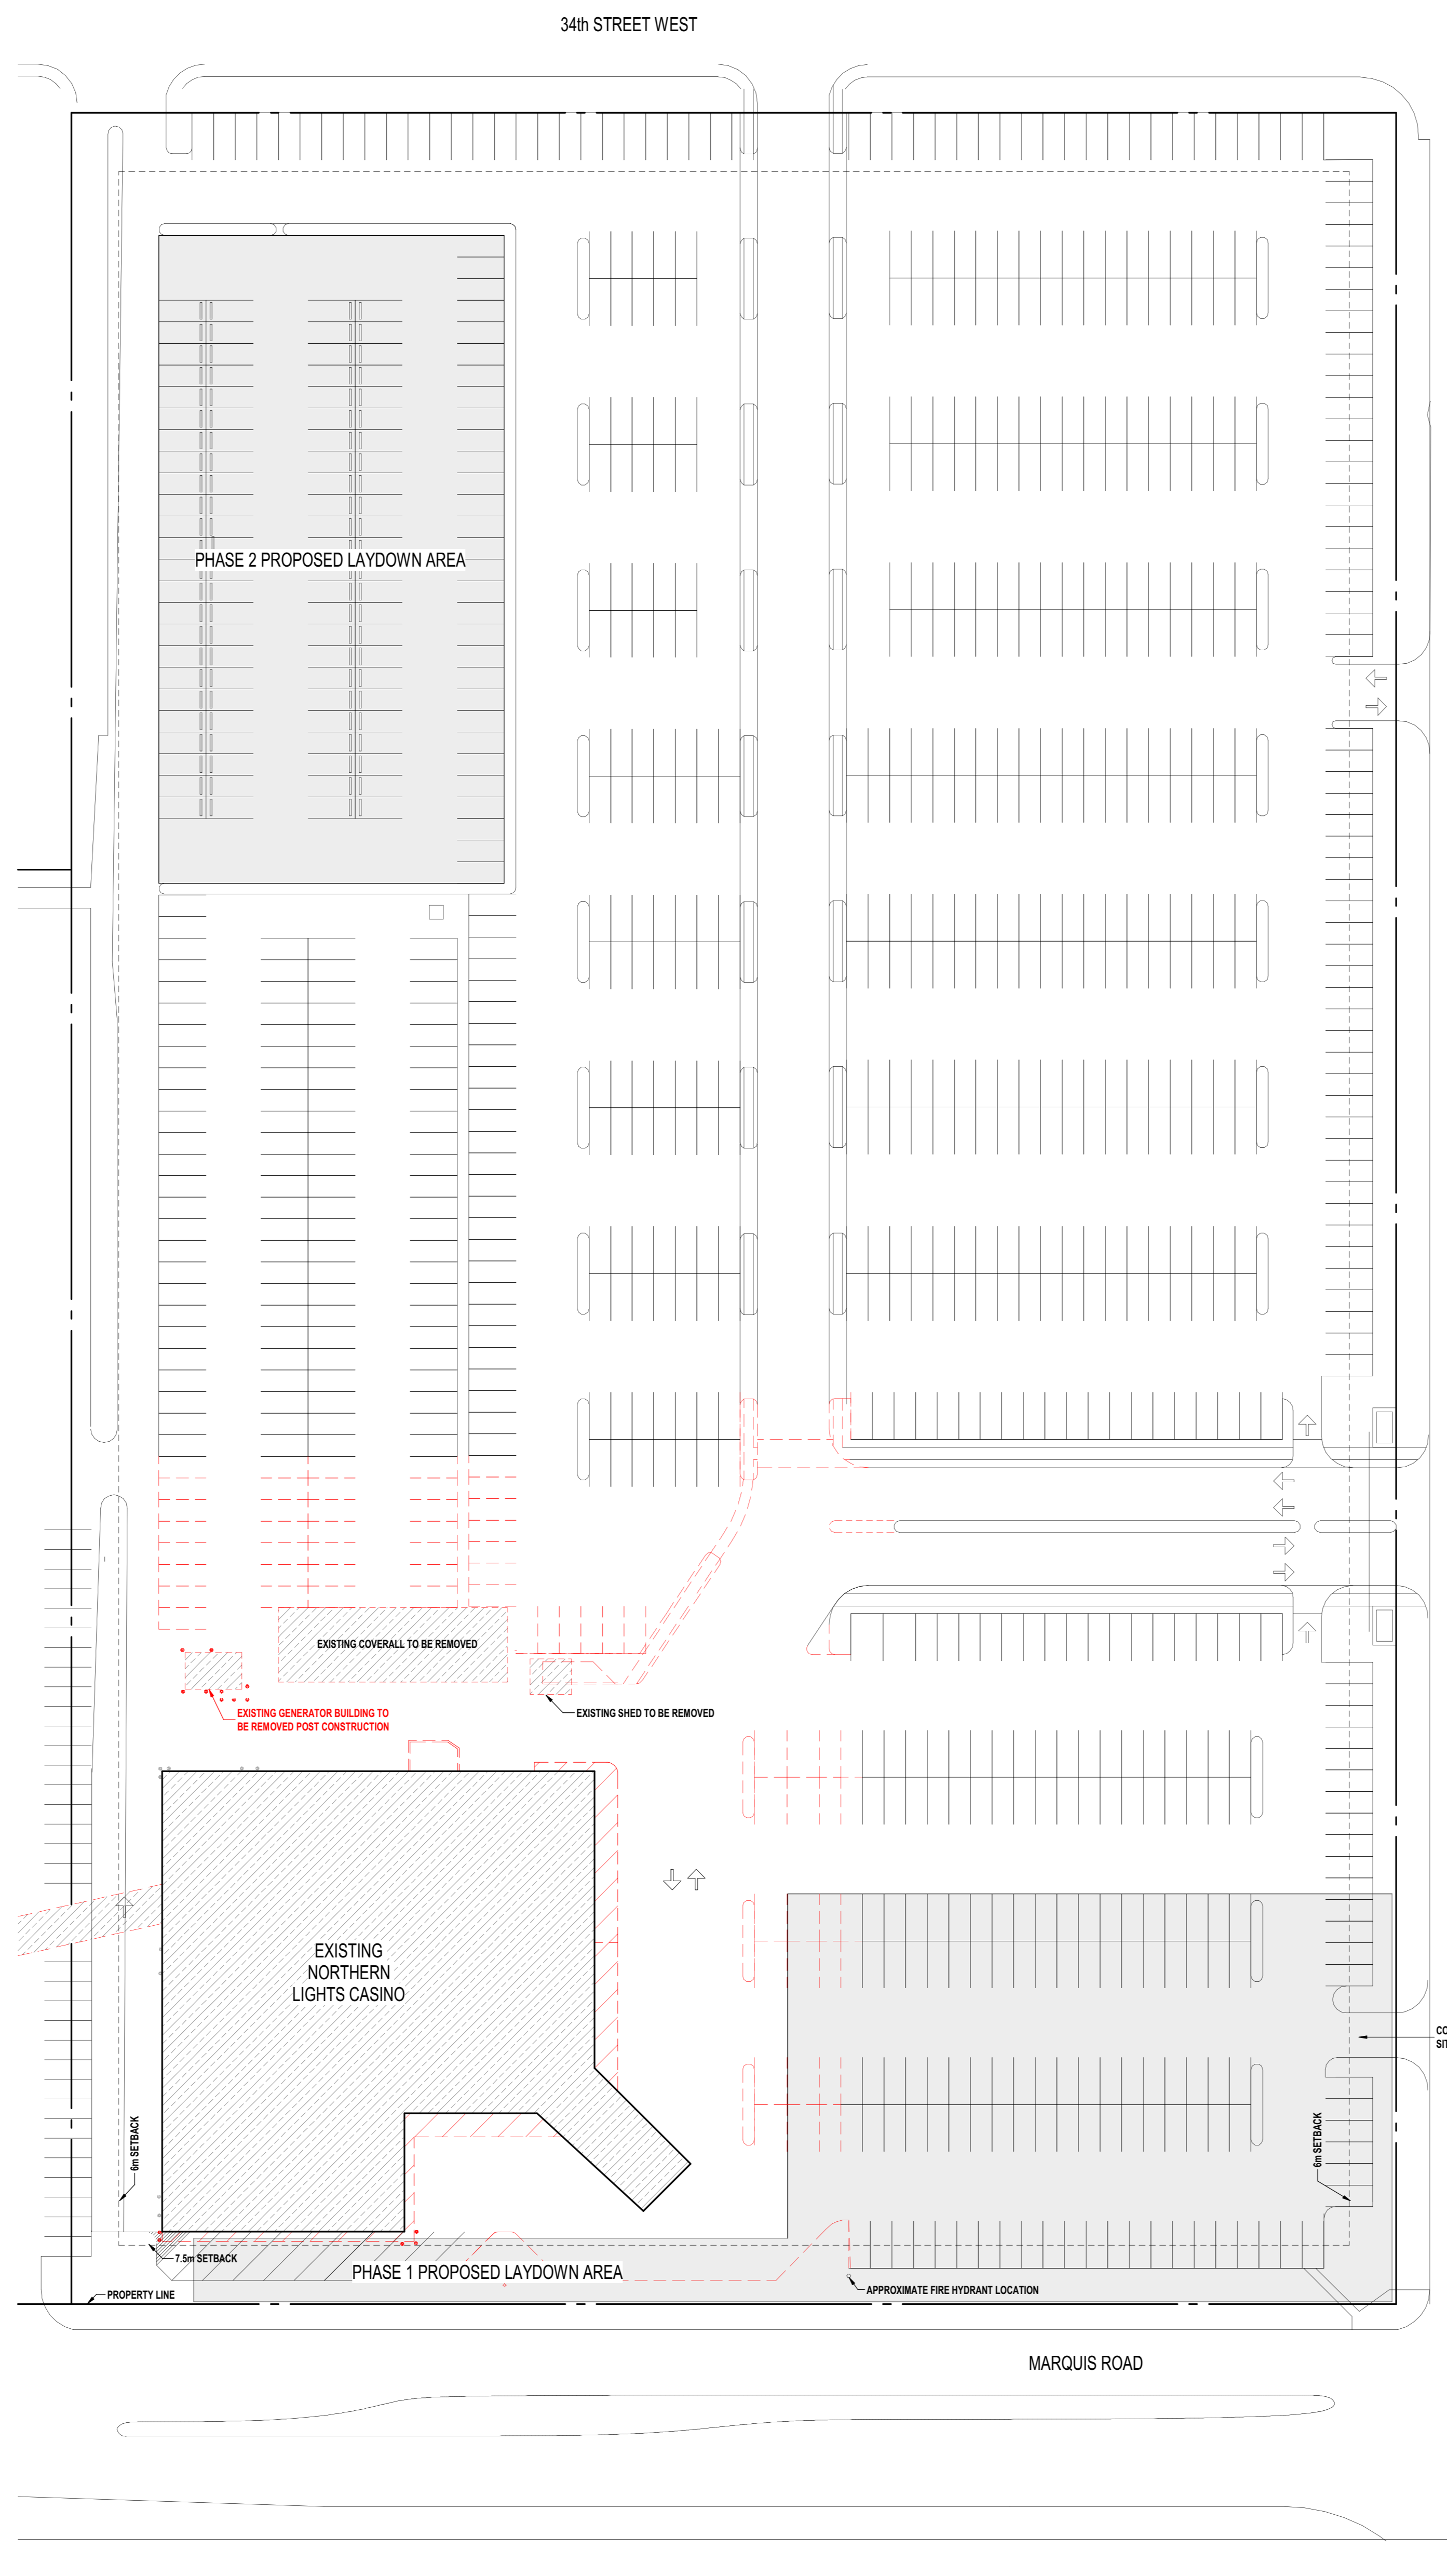 34th STREET WEST
PHASE 2 PROPOSED LAYDOWN AREA
EXISTING COVERALL TO BE REMOVED
EXISTING GENERATOR BUILDING TO
BE REMOVED POST CONSTRUCTION
EXISTING SHED TO BE REMOVED
EXISTING
NORTHERN
LIGHTS CASINO
6m SETBACK
6m SETBACK
7.5m SETBACK
PHASE 1 PROPOSED LAYDOWN AREA
APPROXIMATE FIRE HYDRANT LOCATION
PROPERTY LINE
MARQUIS ROAD